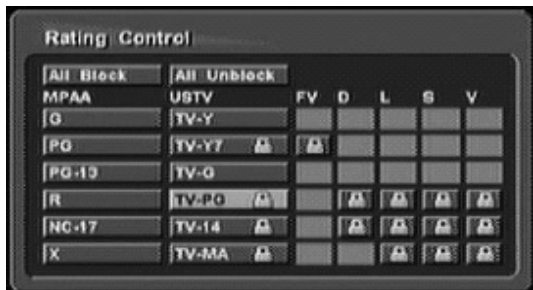 Rating Control
All Block All Unblock
MPAA USTV FV D L S V
G TV-Y
PG TV-Y7
PG-13 TV-G
R TV-PG
NC-17 TV-14
X TV-MA